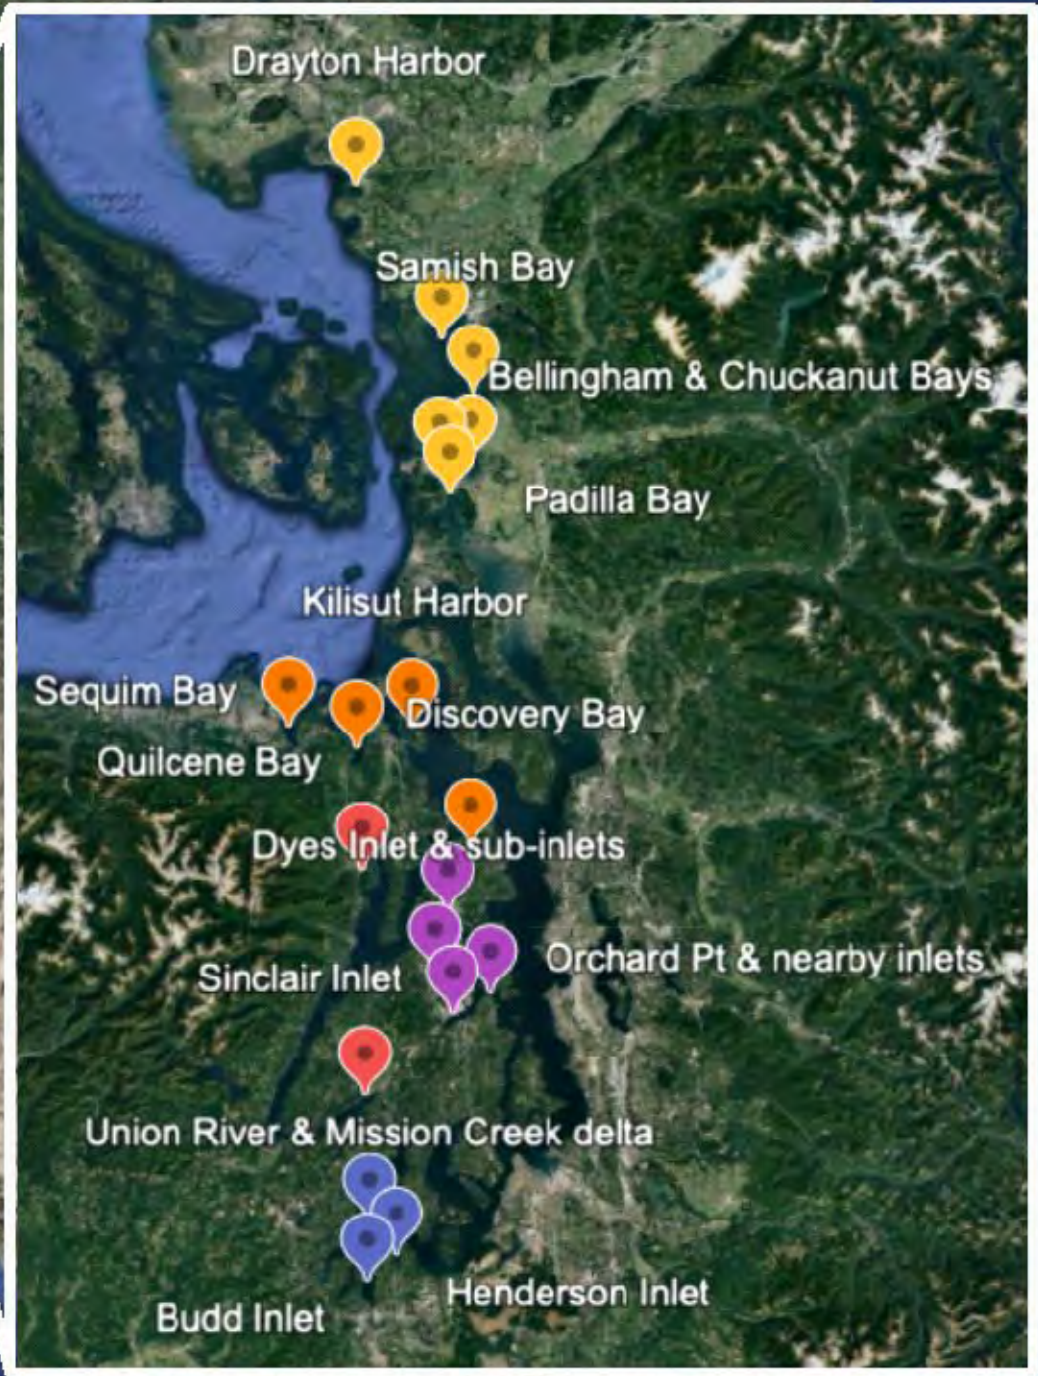 Drayton Harbor
Samish Bay
Bellingham & Chuckanut Bays
Padilla Bay
Kilisut Harbor
Sequim Bay
Discovery Bay
Quilcene Bay
Dyes Inlet & sub-inlets
Orchard Pt & nearby inlets
Sinclair Inlet
Union River & Mission Creek delta
Henderson Inlet
Budd Inlet